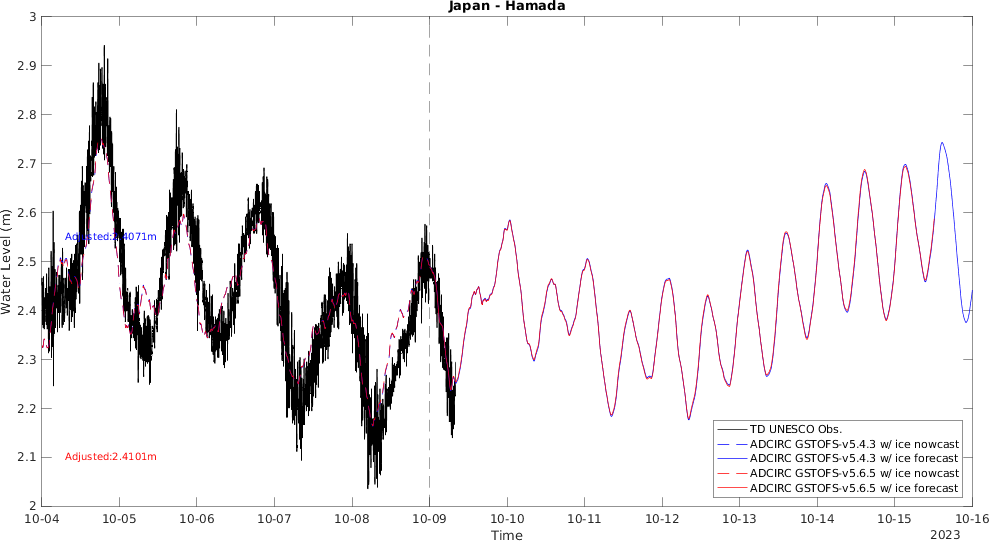 Japan - Hamada
3
2.9
2.8
2.7
2.6
2.5
2.4
2.3
2.2
2.1
2
Water Level (m)
Adjusted:2.4071m
Adjusted:2.4101m
TD UNESCO Obs.
ADCIRC GSTOFS-v5.4.3 w/ ice nowcast
ADCIRC GSTOFS-v5.4.3 w/ ice forecast
ADCIRC GSTOFS-v5.6.5 w/ ice nowcast
ADCIRC GSTOFS-v5.6.5 w/ ice forecast
10-04 10-05 10-06 10-07 10-08 10-09 10-10 10-11 10-12 10-13 10-14 10-15 10-16
Time
2023